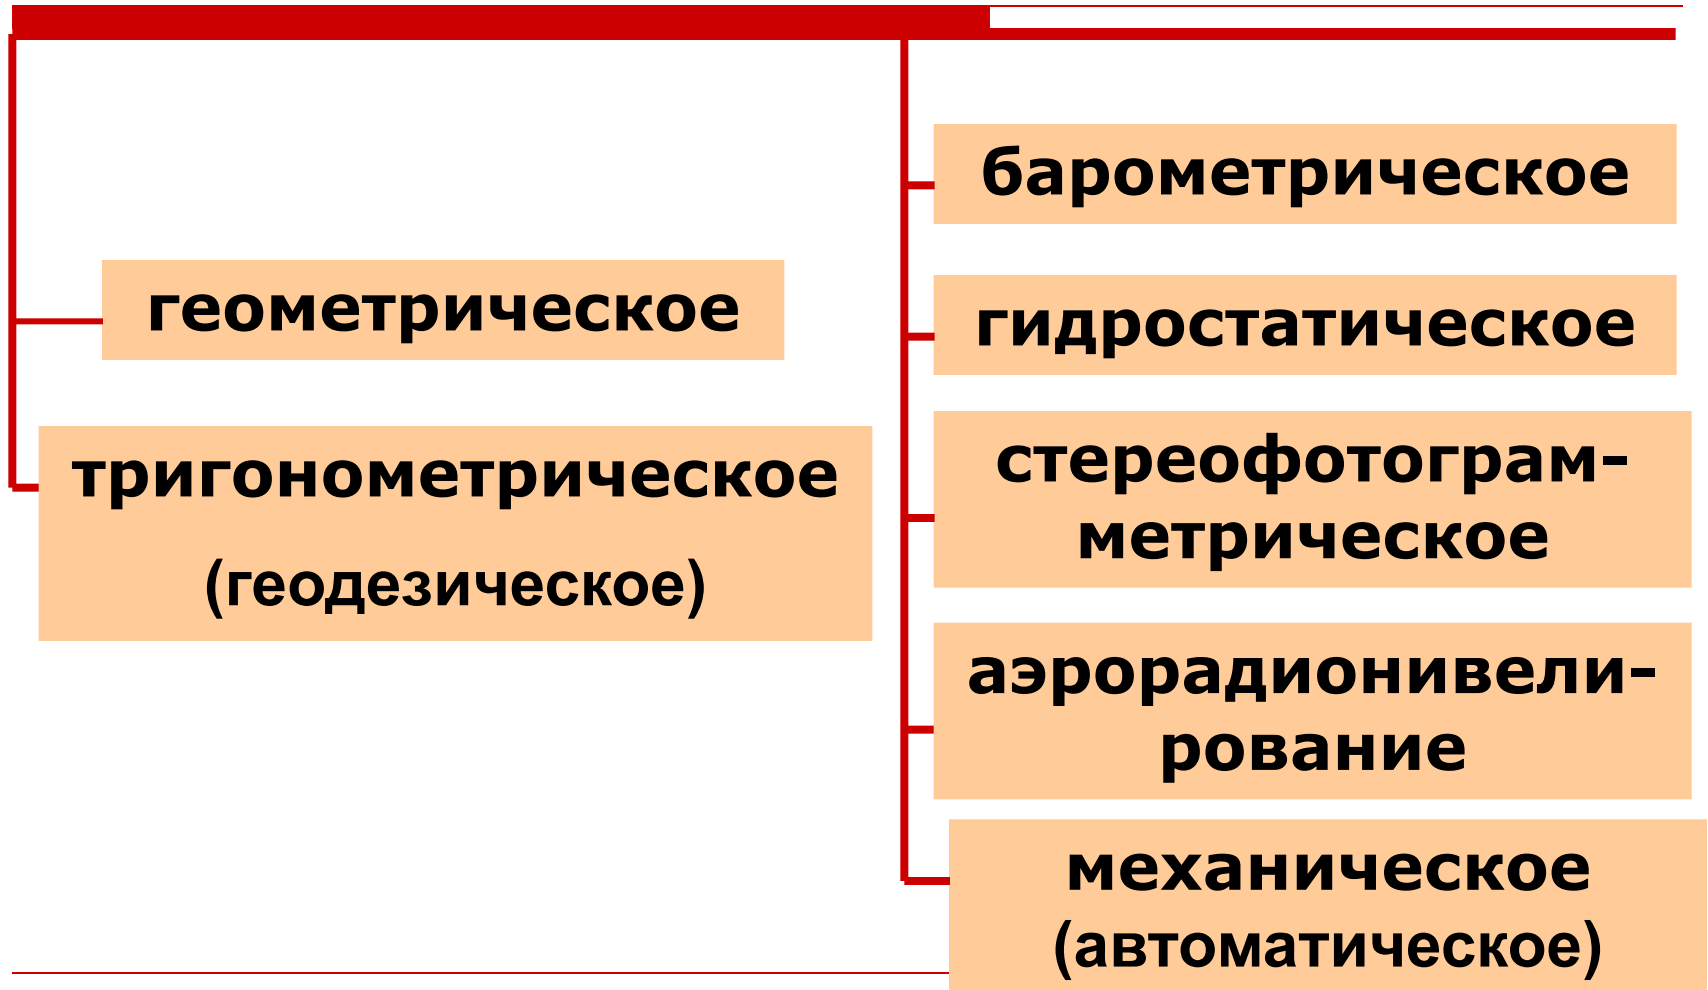 геометрическое
тригонометрическое
(геодезическое)
барометрическое
гидростатическое
стереофотограм-
метрическое
аэрорадионивели-
рование
механическое
(автоматическое)